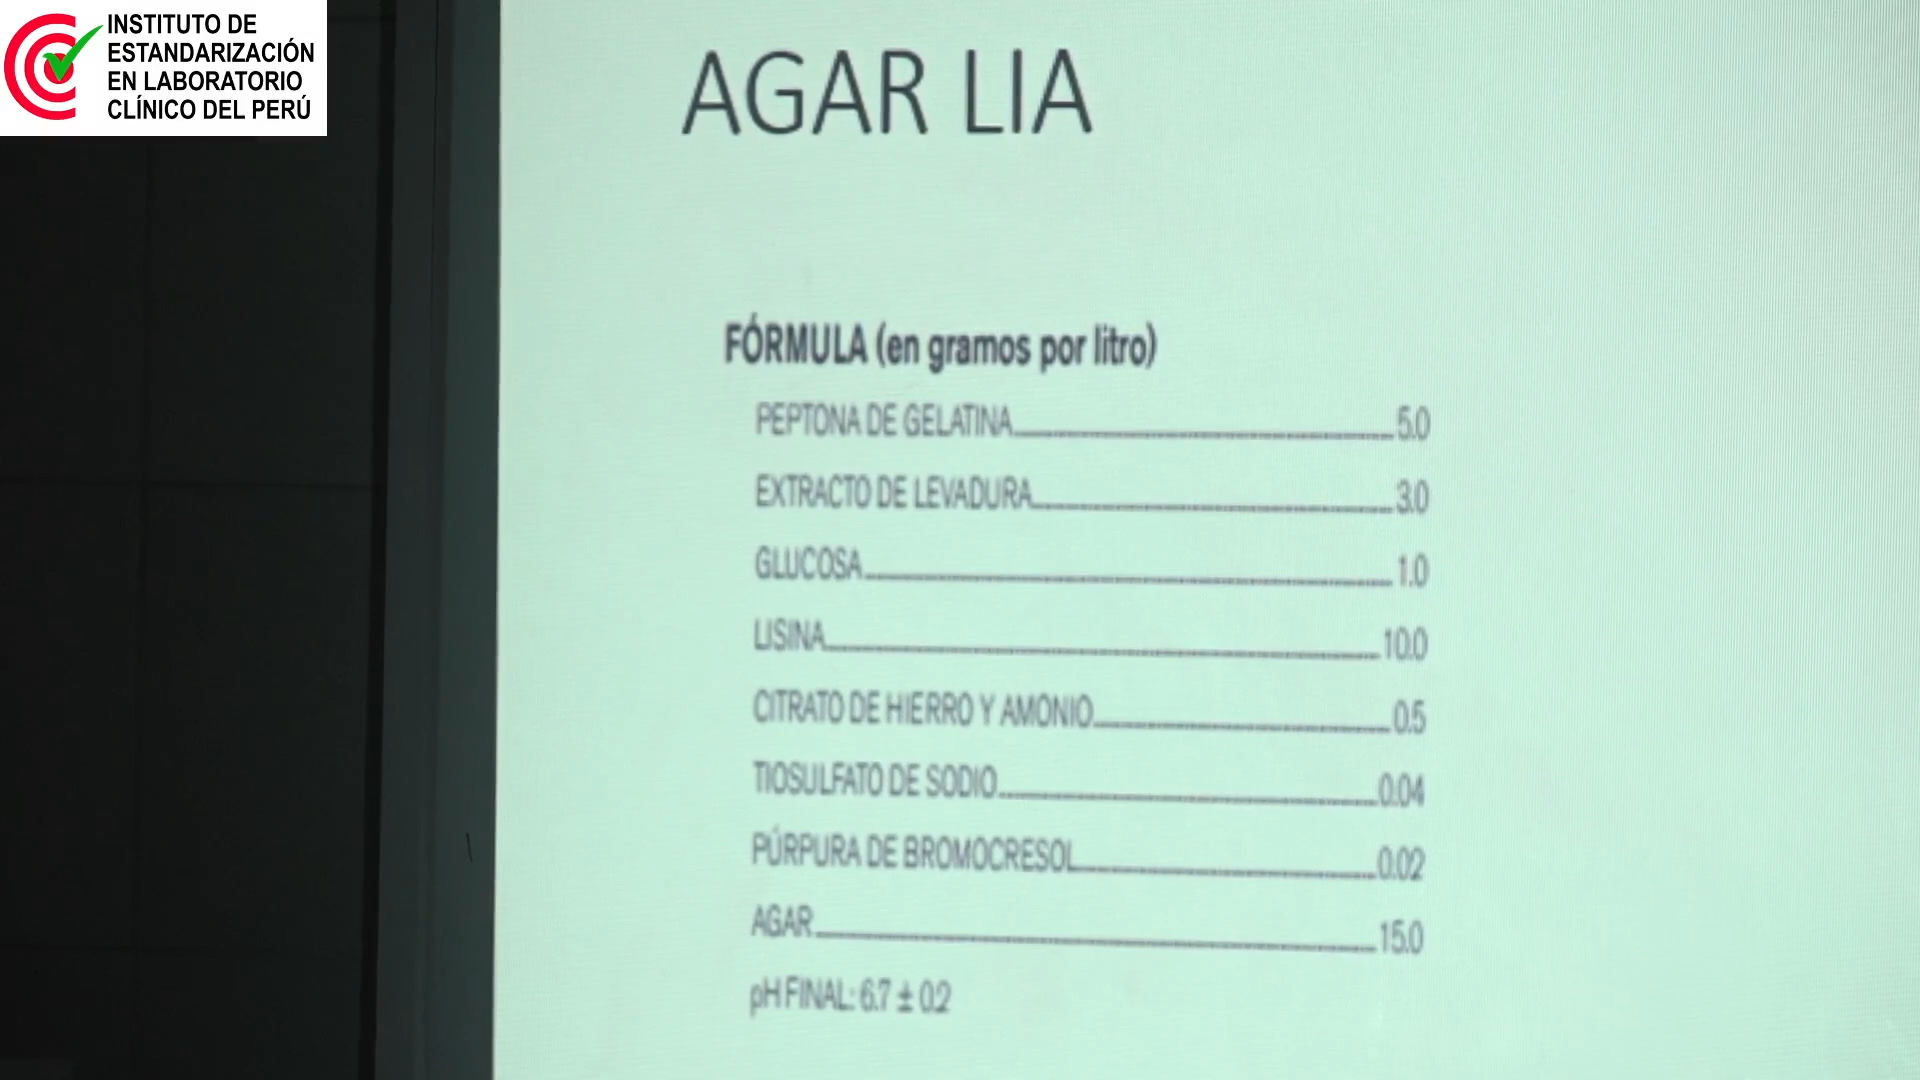 INSTITUTO DE
ESTANDARIZACIÓN
EN LABORATORIO
CLÍNICO DEL PERÚ
AGAR LIA
FÓRMULA (en gramos por litro)
PEPTONA DE GELATINA 5.0
EXTRACTO DE LEVADURA 3.0
GLUCOSA 1.0
LISINA 10.0
CITRATO DE HIERRO Y AMONIO 0.5
TIOSULFATO DE SODIO 0.04
PÚRPURA DE BROMOCRESOL 0.02
AGAR 15.0
pH FINAL: 6.7 ± 0.2